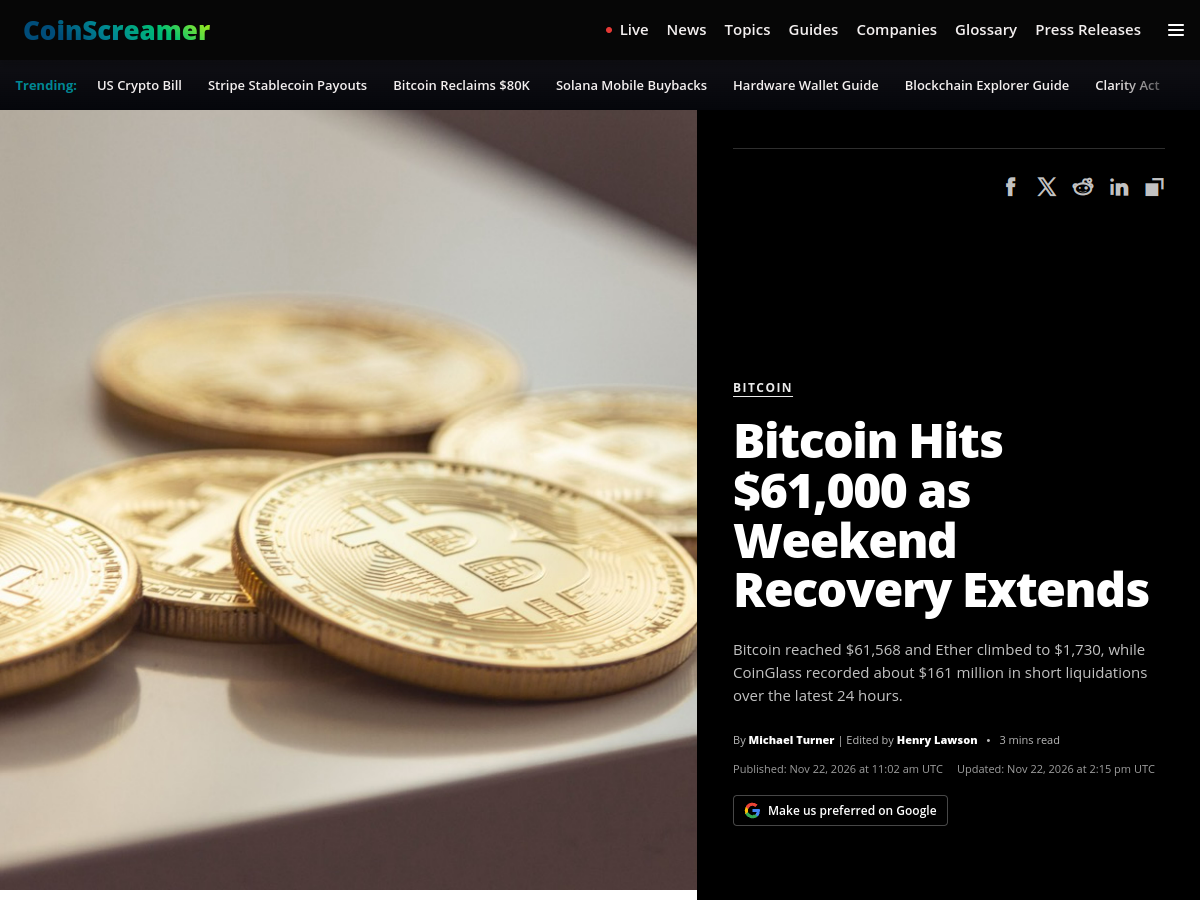 CoinScreamer
Live News Topics Guides Companies Glossary Press Releases
Trending: US Crypto Bill Stripe Stablecoin Payouts Bitcoin Reclaims $80K Solana Mobile Buybacks Hardware Wallet Guide Blockchain Explorer Guide Clarity Act
BITCOIN
Bitcoin Hits
$61,000 as
Weekend
Recovery Extends
Bitcoin reached $61,568 and Ether climbed to $1,730, while
CoinGlass recorded about $161 million in short liquidations
over the latest 24 hours.
By Michael Turner | Edited by Henry Lawson • 3 mins read
Published: Nov 22, 2026 at 11:02 am UTC Updated: Nov 22, 2026 at 2:15 pm UTC
Make us preferred on Google